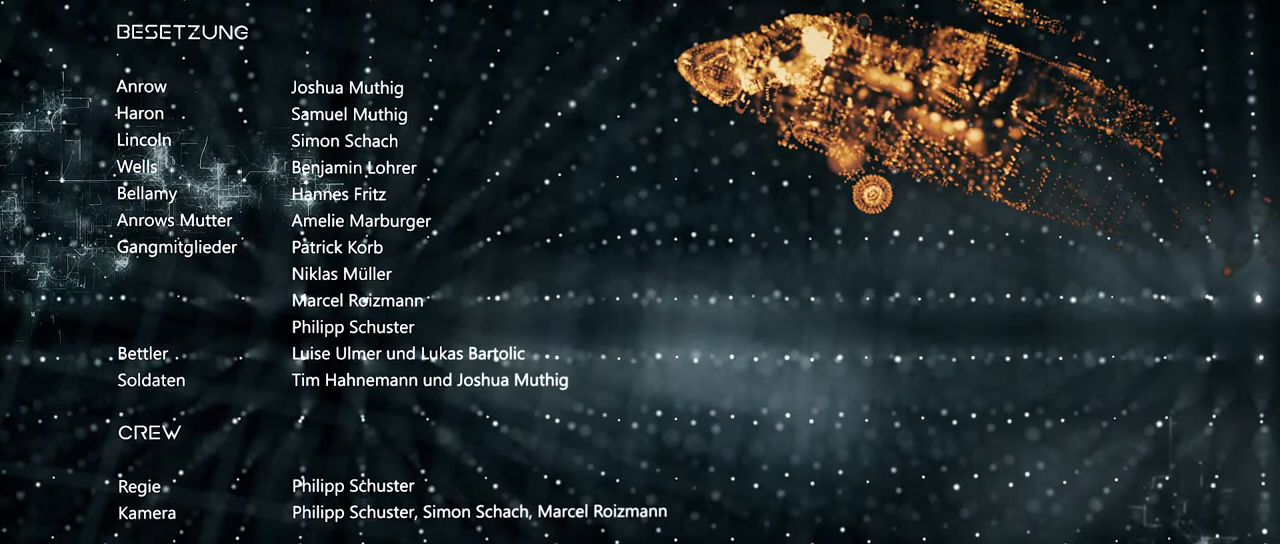 BESETZUNG
Anrow Joshua Muthig
Haron Samuel Muthig
Lincoln Simon Schach
Wells Benjamin Lohrer
Bellamy Hannes Fritz
Anrows Mutter Amelie Marburger
Gangmitglieder Patrick Korb
Niklas Müller
Marcel Roizmann
Philipp Schuster
Bettler Luise Ulmer und Lukas Bartolic
Soldaten Tim Hahnemann und Joshua Muthig
CREW
Regie Philipp Schuster
Kamera Philipp Schuster, Simon Schach, Marcel Roizmann